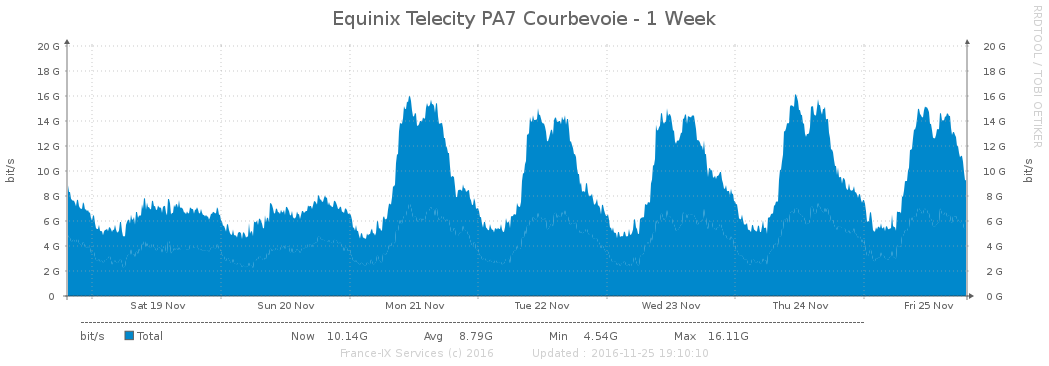 Equinix Telecity PA7 Courbevoie - 1 Week
RRDTOOL / TOBI OETIKER
bit/s
20 G 20 G
18 G 18 G
16 G 16 G
14 G 14 G
12 G 12 G
10 G 10 G
8 G 8 G
6 G 6 G
4 G 4 G
2 G 2 G
0 0 G
bit/s
Sat 19 Nov Sun 20 Nov Mon 21 Nov Tue 22 Nov Wed 23 Nov Thu 24 Nov Fri 25 Nov
bit/s Total Now 10.14G Avg 8.79G Min 4.54G Max 16.11G
France-IX Services (c) 2016 Updated : 2016-11-25 19:10:10